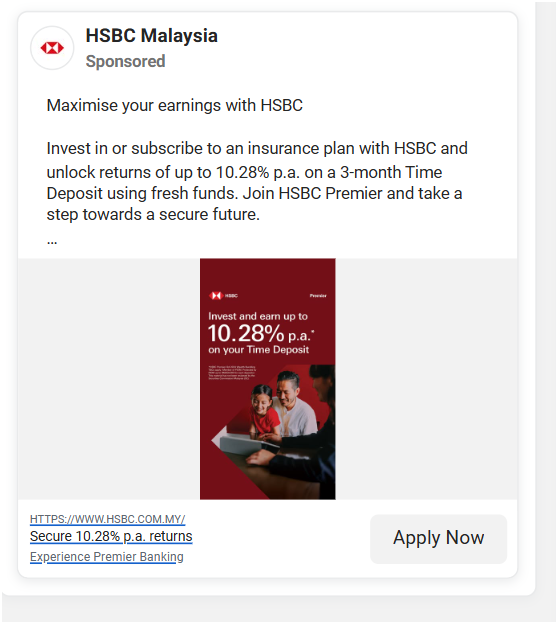 HSBC Malaysia
Sponsored
Maximise your earnings with HSBC
Invest in or subscribe to an insurance plan with HSBC and
unlock returns of up to 10.28% p.a. on a 3-month Time
Deposit using fresh funds. Join HSBC Premier and take a
step towards a secure future.
...
HSBC
Premier
Invest and earn up to
10.28% p.a.*
on your Time Deposit
HTTPS://WWW.HSBC.COM.MY/
Secure 10.28% p.a. returns
Experience Premier Banking
Apply Now